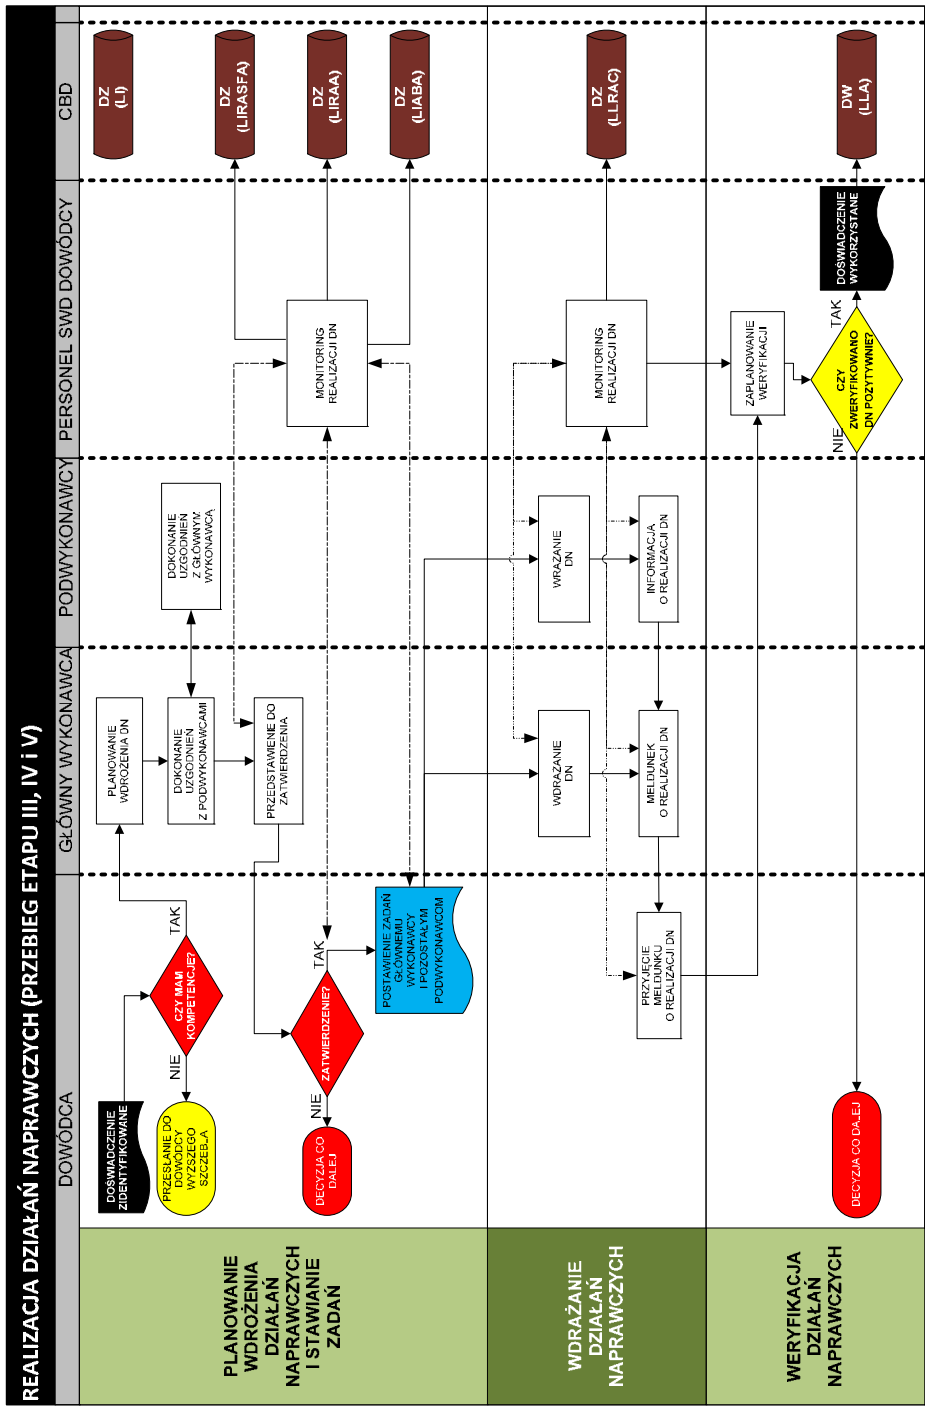 REALIZACJA DZIAŁAŃ NAPRAWCZYCH (PRZEBIEG ETAPU III, IV i V)
DOWÓDCA
GŁÓWNY WYKONAWCA
PODWYKONAWCY
PERSONEL SWD DOWÓDCY
CBD
PLANOWANIE
WDROŻENIA
DZIAŁAŃ
NAPRAWCZYCH
I STAWIANIE
ZADAŃ
DOŚWIADCZENIE
ZIDENTYFIKOWANE
CZY MAM
KOMPETENCJE?
TAK
NIE
PRZESŁANIE DO
DOWÓDCY
WYŻSZEGO
SZCZEBLA
PLANOWANIE
WDROŻENIA DN
DOKONANIE
UZGODNIEŃ
Z PODWYKONAWCAMI
DOKONANIE
UZGODNIEŃ
Z GŁÓWNYM
WYKONAWCĄ
PRZEDSTAWIENIE DO
ZATWIERDZENIA
ZATWIERDZENIE?
TAK
NIE
DECYZJA CO
DALEJ
POSTAWIENIE ZADAŃ
GŁÓWNEMU
WYKONAWCY
I POZOSTAŁYM
PODWYKONAWCOM
MONITORING
REALIZACJI DN
DZ
(LI)
DZ
(LIRASFA)
DZ
(LIRAA)
DZ
(LIABA)
WDRAŻANIE
DZIAŁAŃ
NAPRAWCZYCH
WDRAŻANIE
DN
WRAŻANIE
DN
PRZYJĘCIE
MELDUNKU
O REALIZACJI DN
MELDUNEK
O REALIZACJI DN
INFORMACJA
O REALIZACJI DN
MONITORING
REALIZACJI DN
DZ
(LLRAC)
WERYFIKACJA
DZIAŁAŃ
NAPRAWCZYCH
ZAPLANOWANIE
WERYFIKACJI
CZY
ZWERYFIKOWANO
DN POZYTYWNIE?
TAK
NIE
DECYZJA CO DALEJ
DOŚWIADCZENIE
WYKORZYSTANE
DW
(LLA)